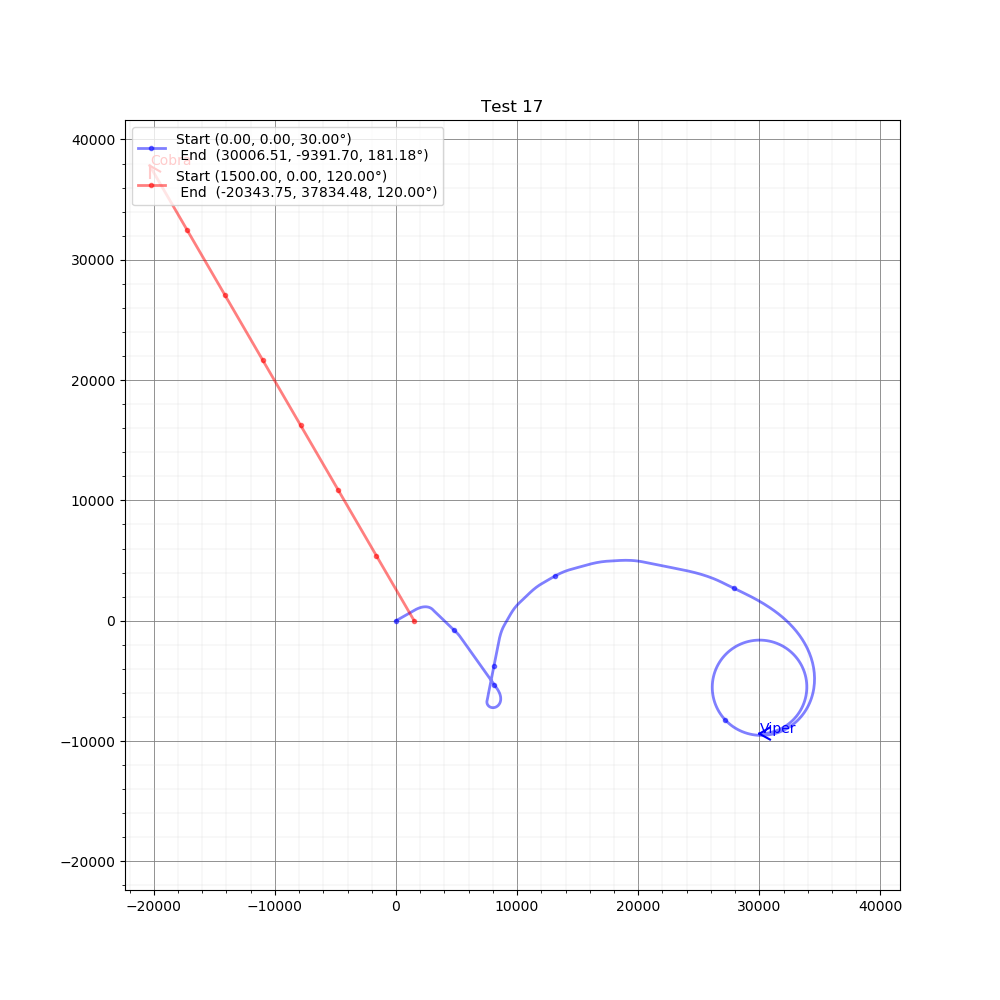 Test 17
Start (0.00, 0.00, 30.00°)
End (30006.51, -9391.70, 181.18°)
Start (1500.00, 0.00, 120.00°)
End (-20343.75, 37834.48, 120.00°)
Cobra
Viper
40000
30000
20000
10000
0
−10000
−20000
−20000 −10000 0 10000 20000 30000 40000